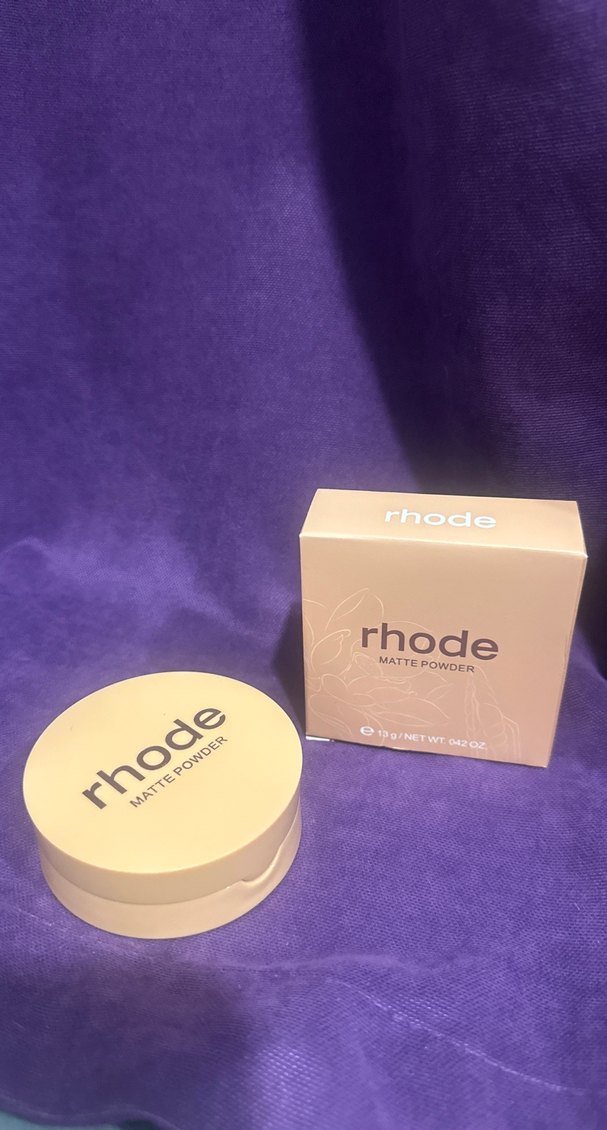 rhode
rhode
MATTE POWDER
℮ 13 g / NET WT. 042 OZ.
rhode
MATTE POWDER